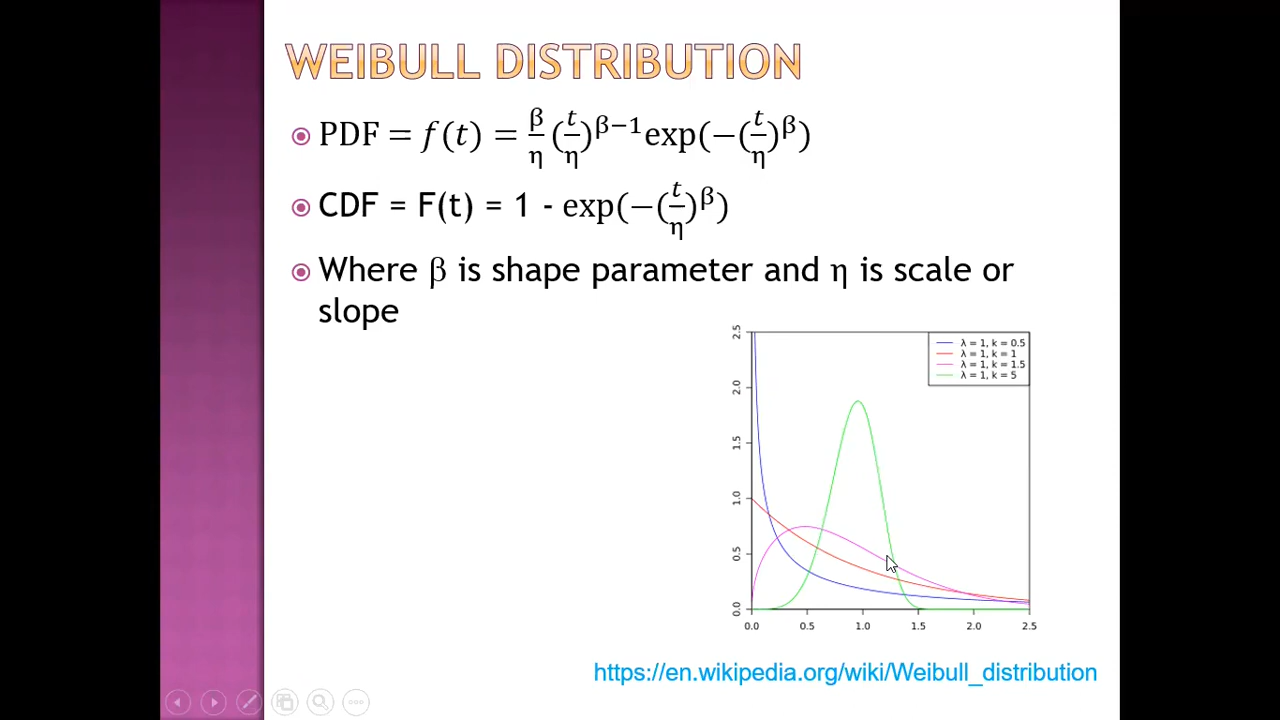 WEIBULL DISTRIBUTION
PDF = f(t) = β/η (t/η)^β−1 exp(−(t/η)^β)
CDF = F(t) = 1 - exp(−(t/η)^β)
Where β is shape parameter and η is scale or
slope
2.5
2.0
1.5
1.0
0.5
0.0
λ = 1, k = 0.5
λ = 1, k = 1
λ = 1, k = 1.5
λ = 1, k = 5
0.0 0.5 1.0 1.5 2.0 2.5
https://en.wikipedia.org/wiki/Weibull_distribution